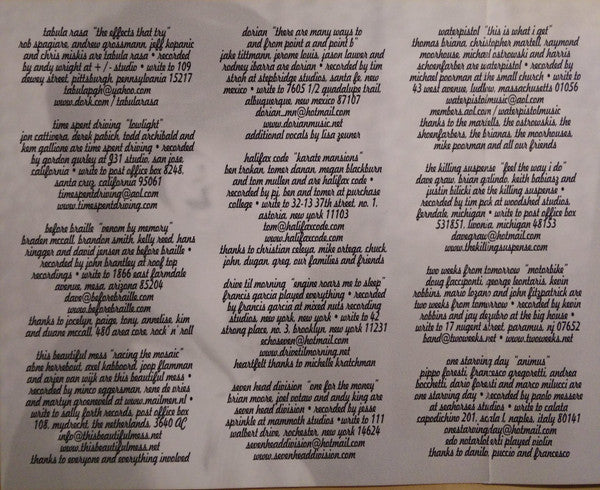 tabula rasa "the effects that try"
rob spagiare, andrew grossmann, jeff kopanic
and chris miskis are tabula rasa • recorded
by andy wright at + / - studio • write to 109
dewey street, pittsburgh, pennsylvania 15217
tabulapgh@yahoo.com
www.dork.com / tabularasa
time spent driving "lowlight"
jon cattivera, derek pabich, todd archibald and
kem gallione are time spent driving • recorded
by gordon gurley at J31 studio, san jose,
california • write to post office box 8248,
santa cruz, california 95061
timespentdriving@aol.com
www.timespentdriving.com
before braille "venom by memory"
braden mccall, brandon smith, kelly reed, hans
ringger and david jensen are before braille •
recorded by john brantley at roof top
recordings • write to 1866 east farmdale
avenue, mesa, arizona 85204
dave@beforebraille.com
www.beforebraille.com
thanks to jocelyn, paige, tony, annelise, kim
and duane mccall, 480 area core, rock 'n' roll
this beautiful mess "racing the mosaic"
abne herrebout, axel kabboord, joop flamman
and arjen van wijk are this beautiful mess •
recorded by minco eggersman, rene de vries
and martyn groeneveld at www.mailmen.nl •
write to sally forth records, post office box
108, mydrecht, the netherlands, 3640 AC
info@thisbeautifulmess.net
www.thisbeautifulmess.net
thanks to everyone and everything involved
dorian "there are many ways to
and from point a and point b"
jake tittmann, jerome louis, jason lawer and
rodney ibarra are dorian • recorded by tim
stroh at stepbridge studios, santa fe, new
mexico • write to 7605 1/2 guadalupe trail,
albuquerque, new mexico 87107
dorian_nm@hotmail.com
www.dorianmusic.net
additional vocals by lisa zeuner
halifax code "karate mansions"
ben trokan, tomer danan, megan blackburn
and tom mullen and are halifax code •
recorded by pj, ben and tomer at purchase
college • write to 32-13 37th street, no. 1,
astoria, new york 11103
tom@halifaxcode.com
www.halifaxcode.com
thanks to christian celaya, mike ortega, chuck,
john, dugan, greg, our families and friends
drive til morning "engine roars me to sleep"
francis garcia played everything • recorded
by francis garcia at mixed nuts recording
studios, new york, new york • write to 42
strong place, no. 3, brooklyn, new york 11231
echoseven@hotmail.com
www.drivetilmorning.net
heartfelt thanks to michelle kratchman
seven head division "one for the money"
brian moore, joel votaw and andy king are
seven head division • recorded by jesse
sprinkle at mammoth studios • write to 111
walbert drive, rochester, new york 14624
sevenheaddivision@hotmail.com
www.sevenheaddivision.com
waterpistol "this is what i get"
thomas briana, christopher martell, raymond
moorhouse, michael ostrowski and harris
schoenfarber are waterpistol • recorded by
michael poorman at the small church • write to
43 west avenue, ludlow, massachusetts 01056
waterpistolmusic@aol.com
members.aol.com / waterpistolmusic
thanks to the martells, the ostrowskis, the
shoenfarbers, the brianas, the moorhouses,
mike poorman and all our friends
the killing suspense "feel the way i do"
dave graw, brian galindo, keith babiasz and
justin bilicki are the killing suspense •
recorded by tim pak at woodshed studios,
ferndale, michigan • write to post office box
531851, livonia, michigan 48153
davegraw@hotmail.com
www.thekillingsuspense.com
two weeks from tomorrow "motorbike"
doug faccponti, george leontaris, kevin
robbins, mario lozano and john fitzpatrick are
two weeks from tomorrow • recorded by kevin
robbins and jay dezubro at the big house •
write to 17 nugent street, paramus, nj 07652
band@twoweeks.net • www.twoweeks.net
one starving day "animus"
pippo foresti, francesco gregoretti, andrea
bocchetti, dario foresti and marco milucci are
one starving day • recorded by paolo messere
at seahorses studios • write to calata
capodichino 201, scala l, naples, italy 80141
onestarvingday@hotmail.com
edo notarloberti played violin
thanks to danilo, puccio and francesco